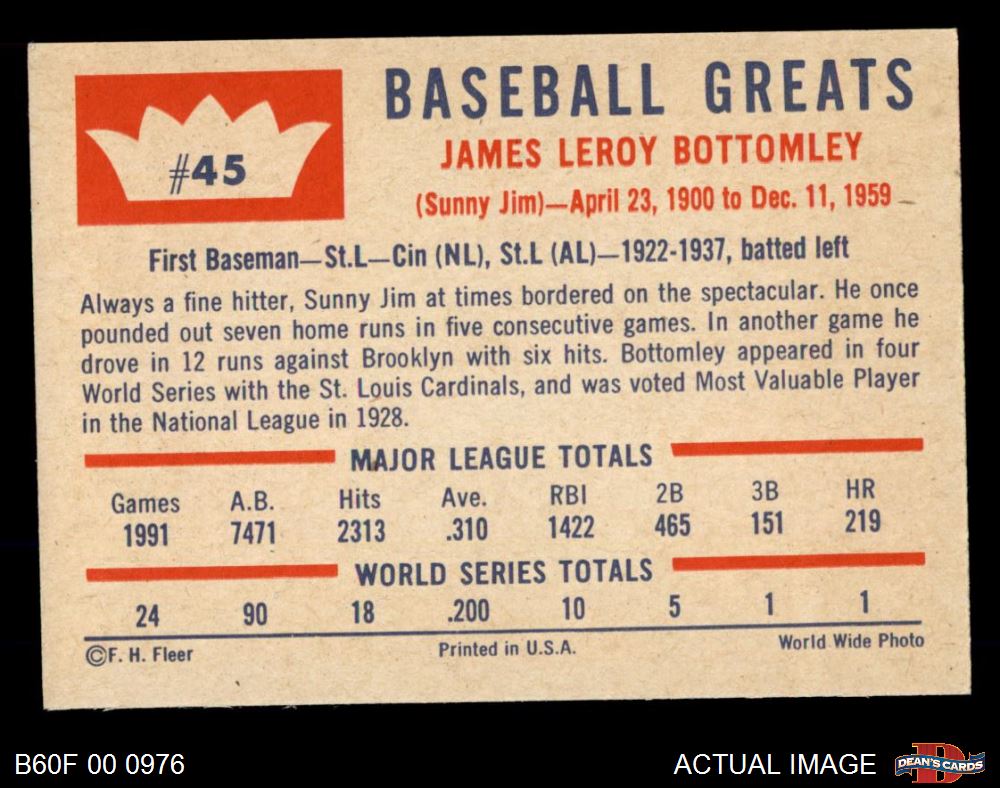 #45
BASEBALL GREATS
JAMES LEROY BOTTOMLEY
(Sunny Jim)—April 23, 1900 to Dec. 11, 1959
First Baseman—St.L—Cin (NL), St.L (AL)—1922-1937, batted left
Always a fine hitter, Sunny Jim at times bordered on the spectacular. He once
pounded out seven home runs in five consecutive games. In another game he
drove in 12 runs against Brooklyn with six hits. Bottomley appeared in four
World Series with the St. Louis Cardinals, and was voted Most Valuable Player
in the National League in 1928.
MAJOR LEAGUE TOTALS
Games A.B. Hits Ave. RBI 2B 3B HR
1991 7471 2313 .310 1422 465 151 219
WORLD SERIES TOTALS
24 90 18 .200 10 5 1 1
©F. H. Fleer Printed in U.S.A. World Wide Photo
B60F 00 0976 ACTUAL IMAGE D DEAN'S CARDS